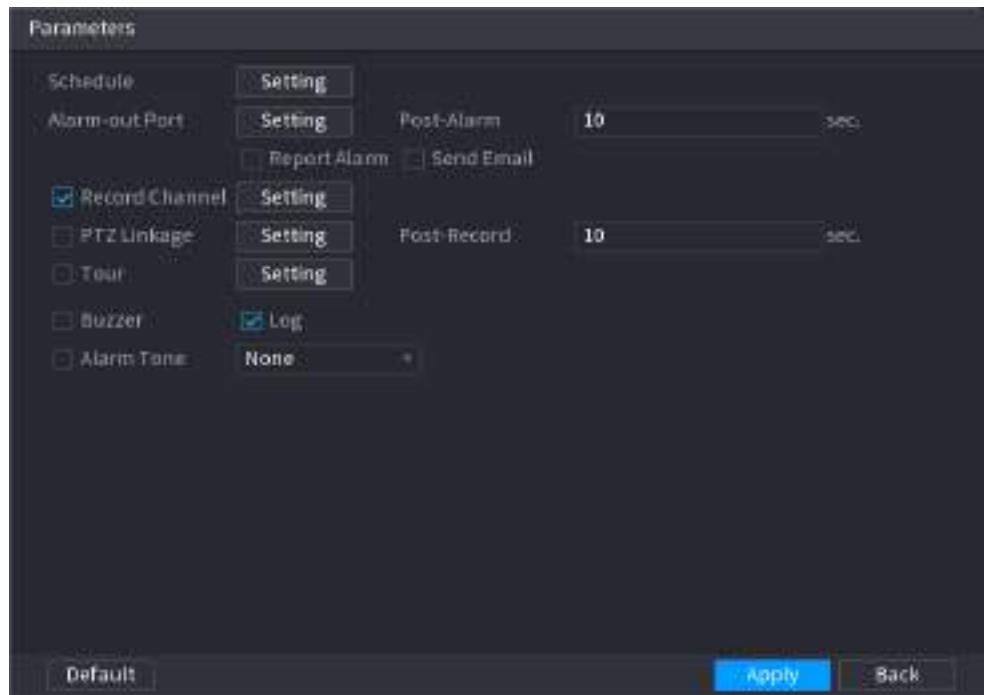 Parameters
Schedule Setting
Alarm-out Port Setting Post-Alarm 10 sec.
Report Alarm Send Email
Record Channel Setting
PTZ Linkage Setting Post-Record 10 sec.
Tour Setting
Buzzer Log
Alarm Tone None
Default Apply Back